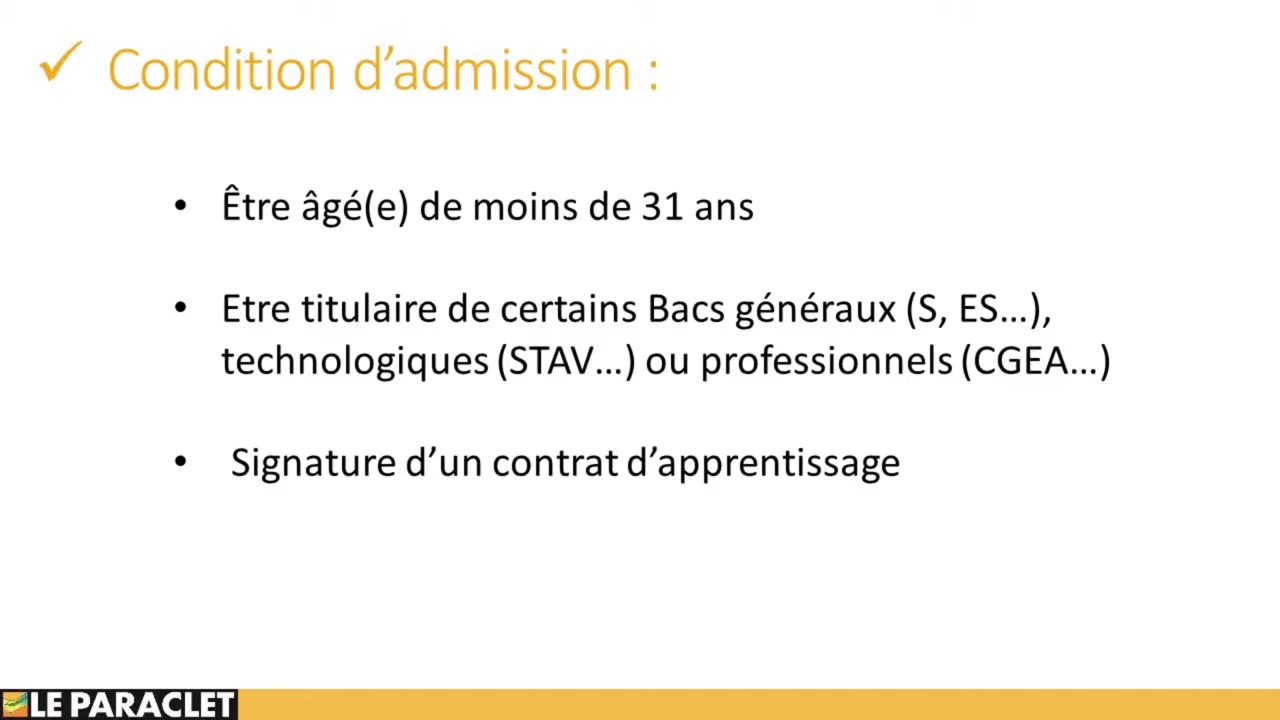 ✓ Condition d’admission :
• Être âgé(e) de moins de 31 ans
• Etre titulaire de certains Bacs généraux (S, ES…),
technologiques (STAV…) ou professionnels (CGEA…)
• Signature d’un contrat d’apprentissage
LE PARACLET